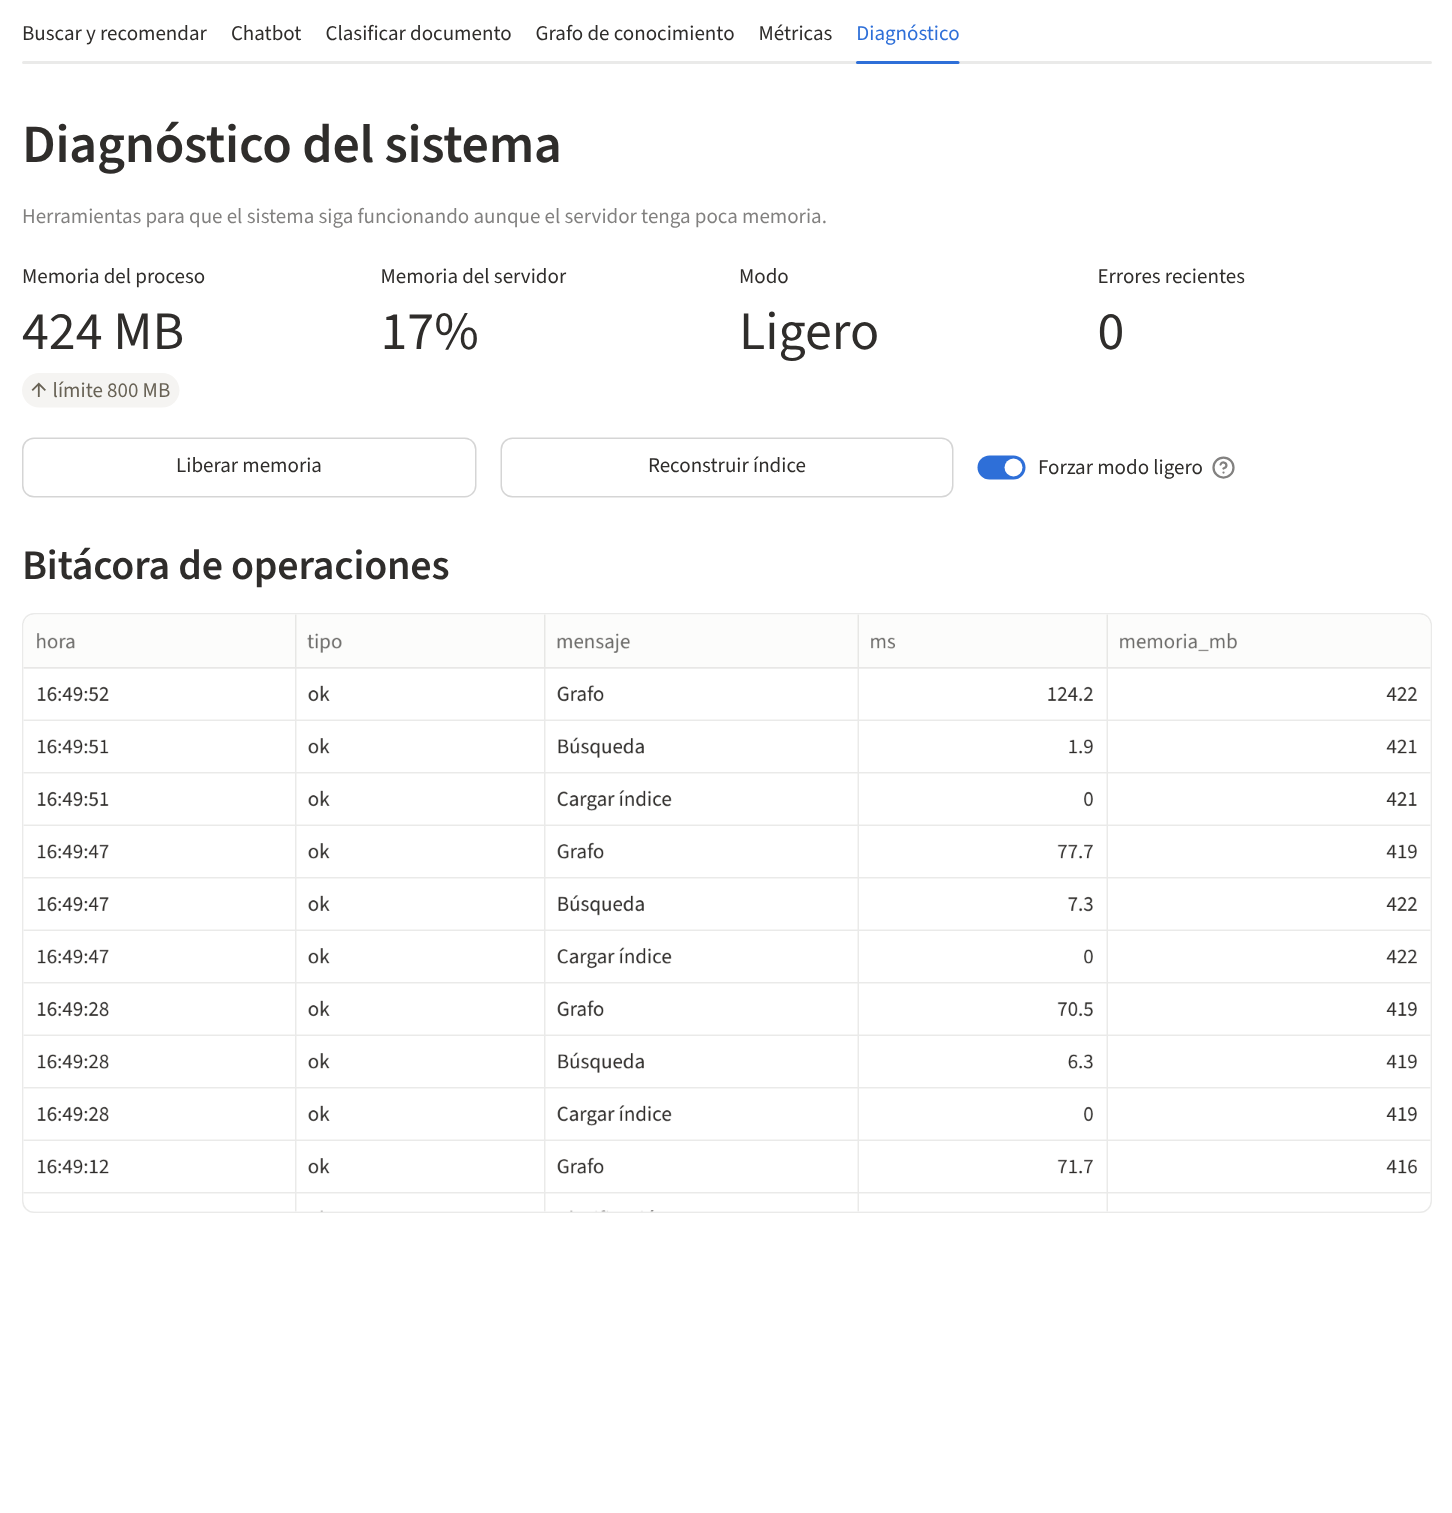 Buscar y recomendar Chatbot Clasificar documento Grafo de conocimiento Métricas Diagnóstico
Diagnóstico del sistema
Herramientas para que el sistema siga funcionando aunque el servidor tenga poca memoria.
Memoria del proceso Memoria del servidor Modo Errores recientes
424 MB 17% Ligero 0
↑ límite 800 MB
Liberar memoria Reconstruir índice Forzar modo ligero ?
Bitácora de operaciones
hora tipo mensaje ms memoria_mb
16:49:52 ok Grafo 124.2 422
16:49:51 ok Búsqueda 1.9 421
16:49:51 ok Cargar índice 0 421
16:49:47 ok Grafo 77.7 419
16:49:47 ok Búsqueda 7.3 422
16:49:47 ok Cargar índice 0 422
16:49:28 ok Grafo 70.5 419
16:49:28 ok Búsqueda 6.3 419
16:49:28 ok Cargar índice 0 419
16:49:12 ok Grafo 71.7 416